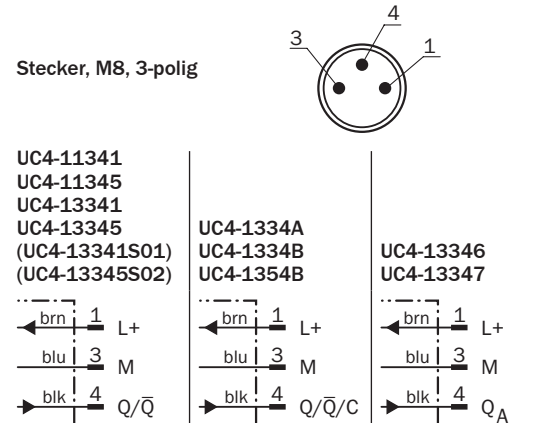 4
3
1
Stecker, M8, 3-polig
UC4-11341
UC4-11345
UC4-13341
UC4-13345
(UC4-13341S01)
(UC4-13345S02)
brn 1 L+
blu 3 M
blk 4 Q/Q̅
UC4-1334A
UC4-1334B
UC4-1354B
brn 1 L+
blu 3 M
blk 4 Q/Q̅/C
UC4-13346
UC4-13347
brn 1 L+
blu 3 M
blk 4 QA